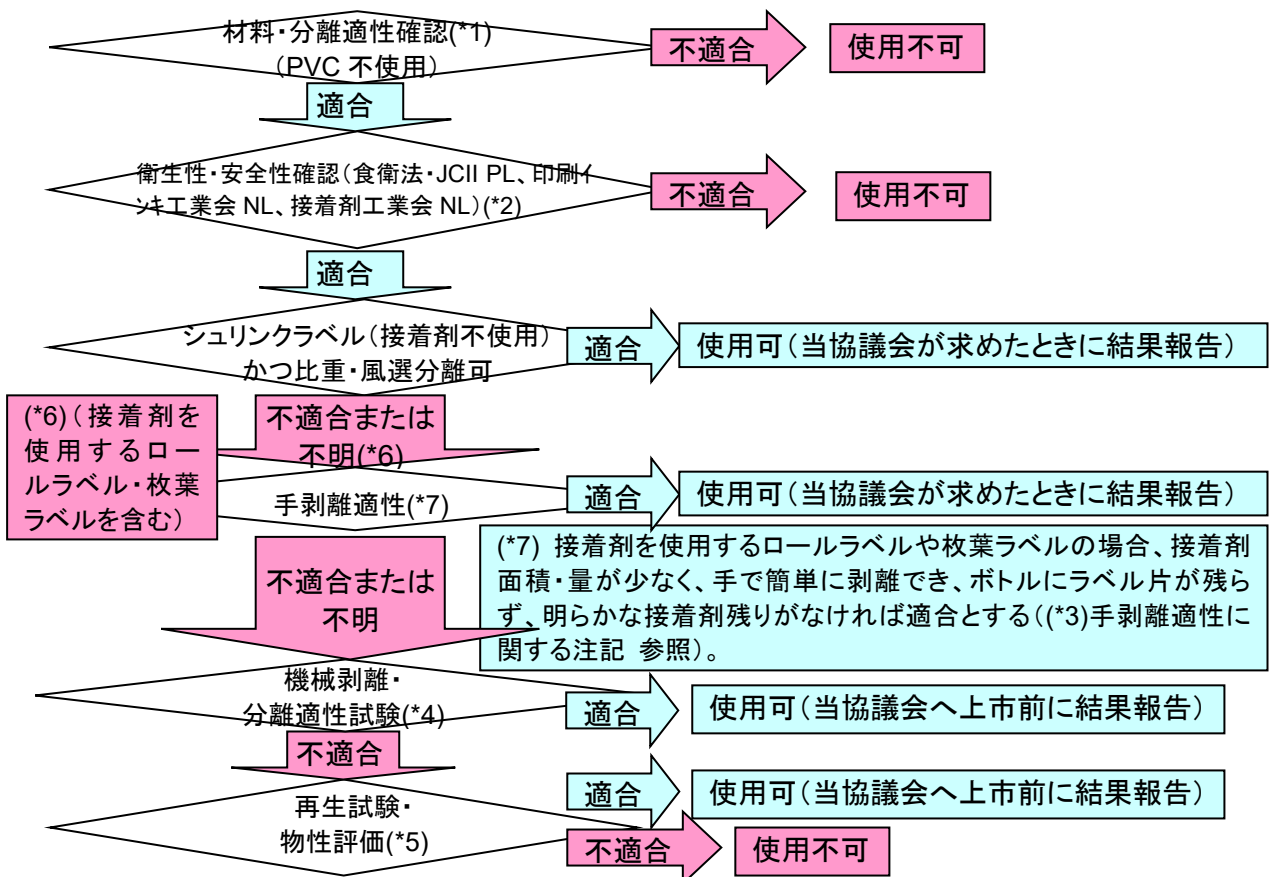 材料・分離適性確認(*1)
（PVC 不使用）
不適合
使用不可
適合
衛生性・安全性確認（食衛法・JCII PL、印刷イ
ンキ工業会 NL、接着剤工業会 NL）(*2)
不適合
使用不可
適合
シュリンクラベル（接着剤不使用）
かつ比重・風選分離可
適合
使用可（当協議会が求めたときに結果報告）
(*6)（接着剤を
使用するロー
ルラベル・枚葉
ラベルを含む）
不適合または
不明(*6)
手剥離適性(*7)
適合
使用可（当協議会が求めたときに結果報告）
不適合または
不明
(*7) 接着剤を使用するロールラベルや枚葉ラベルの場合、接着剤
面積・量が少なく、手で簡単に剥離でき、ボトルにラベル片が残ら
ず、明らかな接着剤残りがなければ適合とする（(*3)手剥離適性に
関する注記 参照）。
機械剥離・
分離適性試験(*4)
適合
使用可（当協議会へ上市前に結果報告）
不適合
再生試験・
物性評価(*5)
適合
使用可（当協議会へ上市前に結果報告）
不適合
使用不可